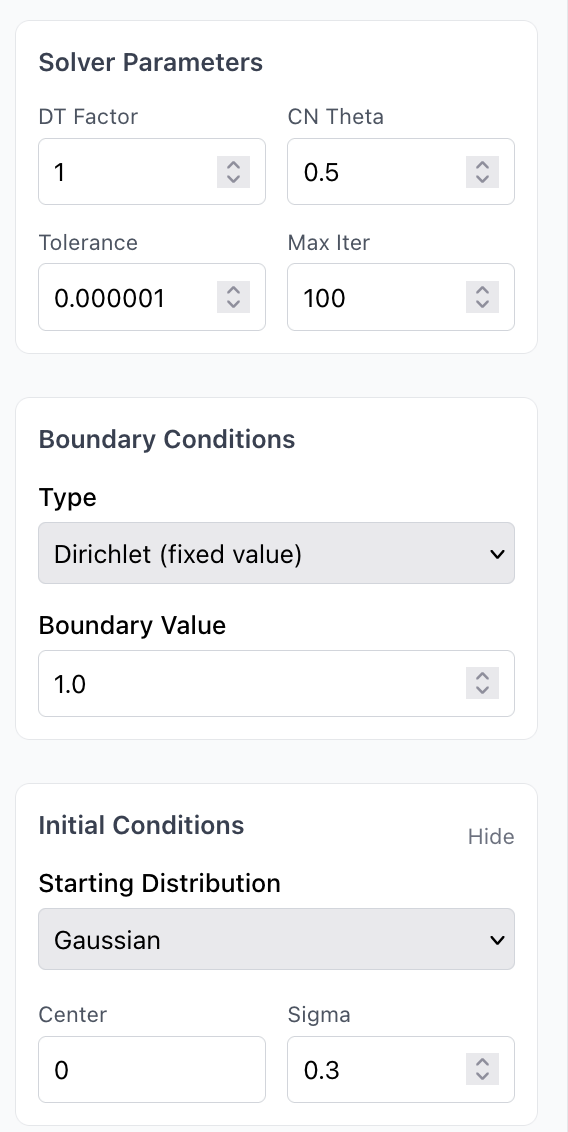 Solver Parameters
DT Factor CN Theta
1 0.5
Tolerance Max Iter
0.000001 100
Boundary Conditions
Type
Dirichlet (fixed value)
Boundary Value
1.0
Initial Conditions
Hide
Starting Distribution
Gaussian
Center Sigma
0 0.3